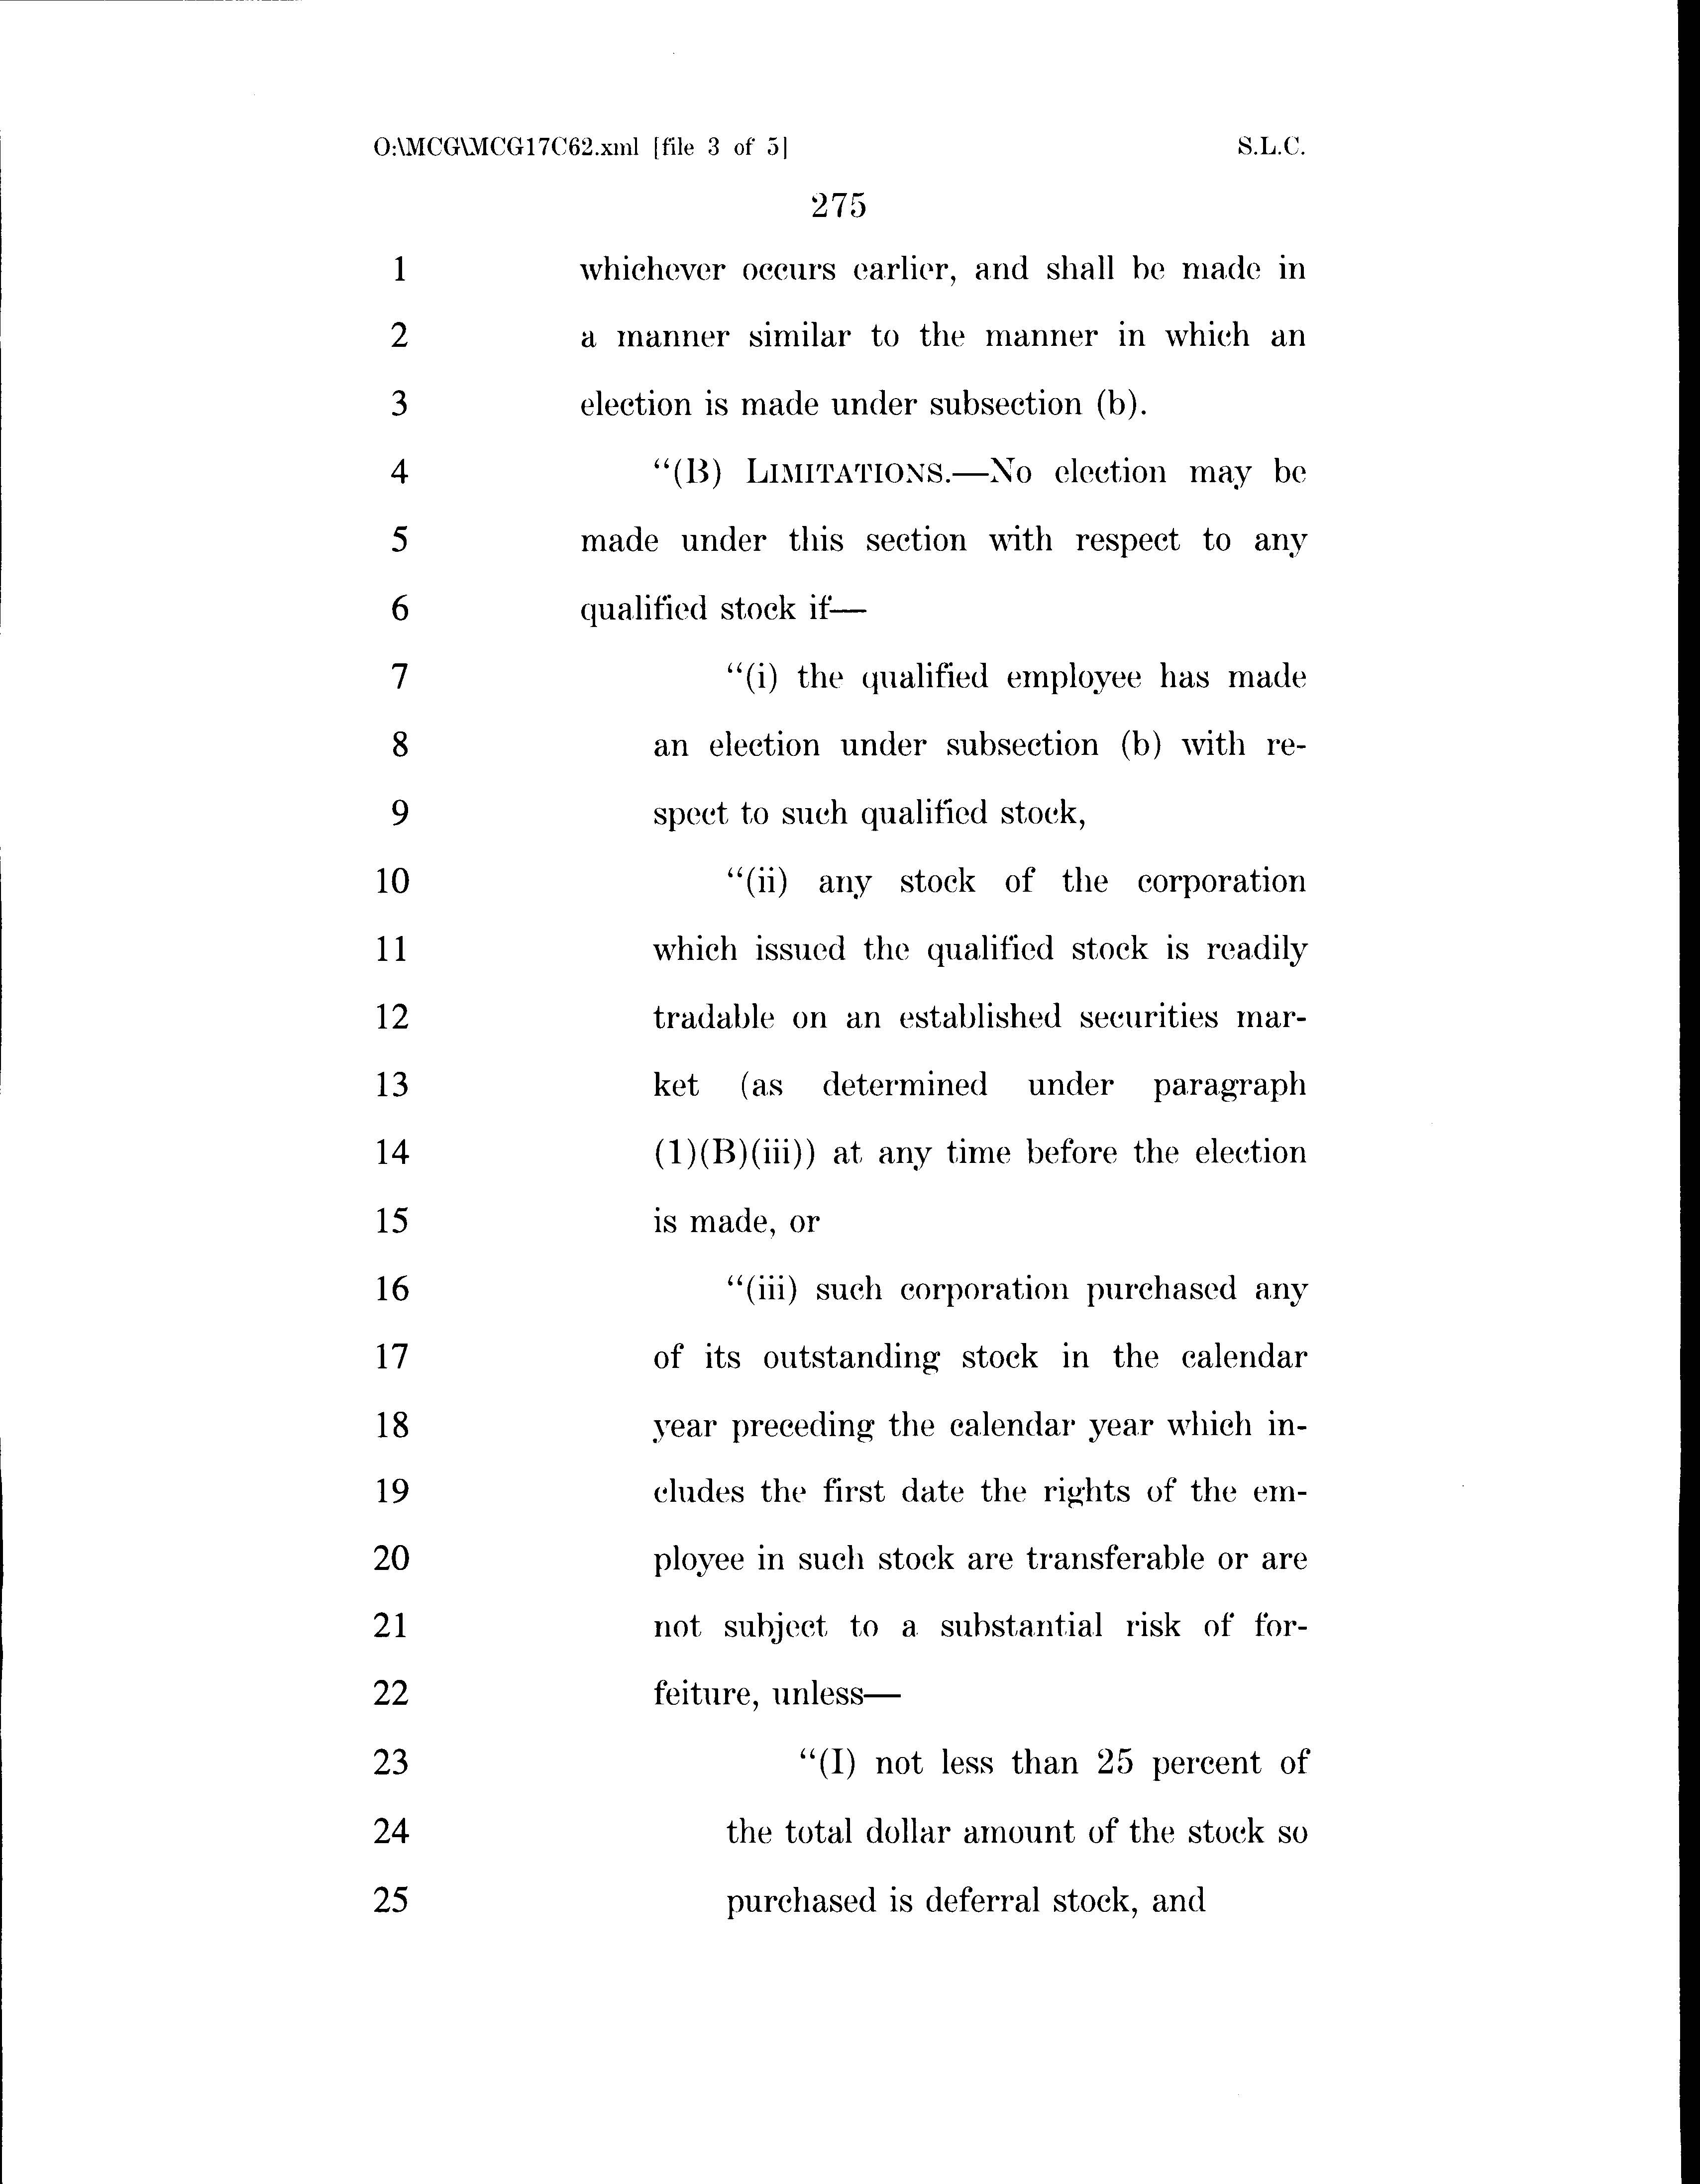 O:\MCG\MCG17C62.xml [file 3 of 5] S.L.C.
275
1 whichever occurs earlier, and shall be made in
2 a manner similar to the manner in which an
3 election is made under subsection (b).
4 “(B) LIMITATIONS.—No election may be
5 made under this section with respect to any
6 qualified stock if—
7 “(i) the qualified employee has made
8 an election under subsection (b) with re-
9 spect to such qualified stock,
10 “(ii) any stock of the corporation
11 which issued the qualified stock is readily
12 tradable on an established securities mar-
13 ket (as determined under paragraph
14 (1)(B)(iii)) at any time before the election
15 is made, or
16 “(iii) such corporation purchased any
17 of its outstanding stock in the calendar
18 year preceding the calendar year which in-
19 cludes the first date the rights of the em-
20 ployee in such stock are transferable or are
21 not subject to a substantial risk of for-
22 feiture, unless—
23 “(I) not less than 25 percent of
24 the total dollar amount of the stock so
25 purchased is deferral stock, and